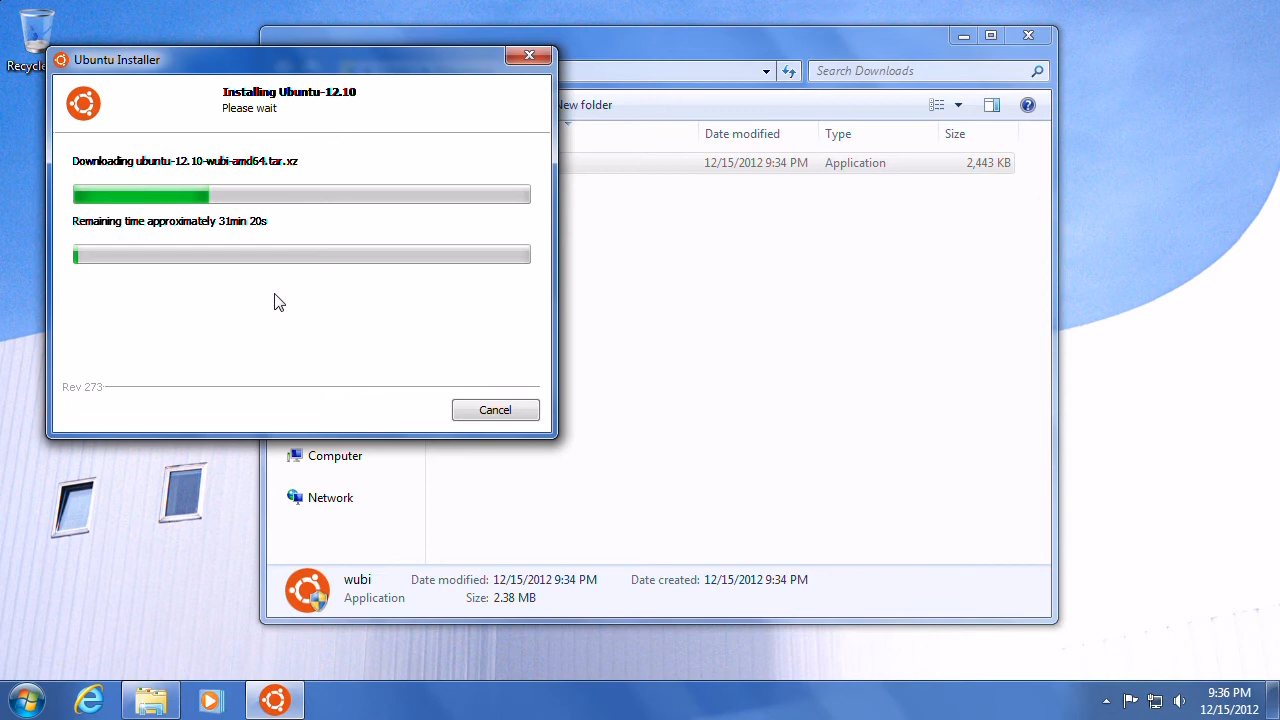 Recycle
Ubuntu Installer
Installing Ubuntu-12.10
Please wait
Downloading ubuntu-12.10-wubi-amd64.tar.xz
Remaining time approximately 31min 20s
Rev 273
Cancel
Search Downloads
New folder
Date modified
Type
Size
12/15/2012 9:34 PM
Application
2,443 KB
Computer
Network
wubi
Date modified: 12/15/2012 9:34 PM
Date created: 12/15/2012 9:34 PM
Application
Size: 2.38 MB
9:36 PM
12/15/2012